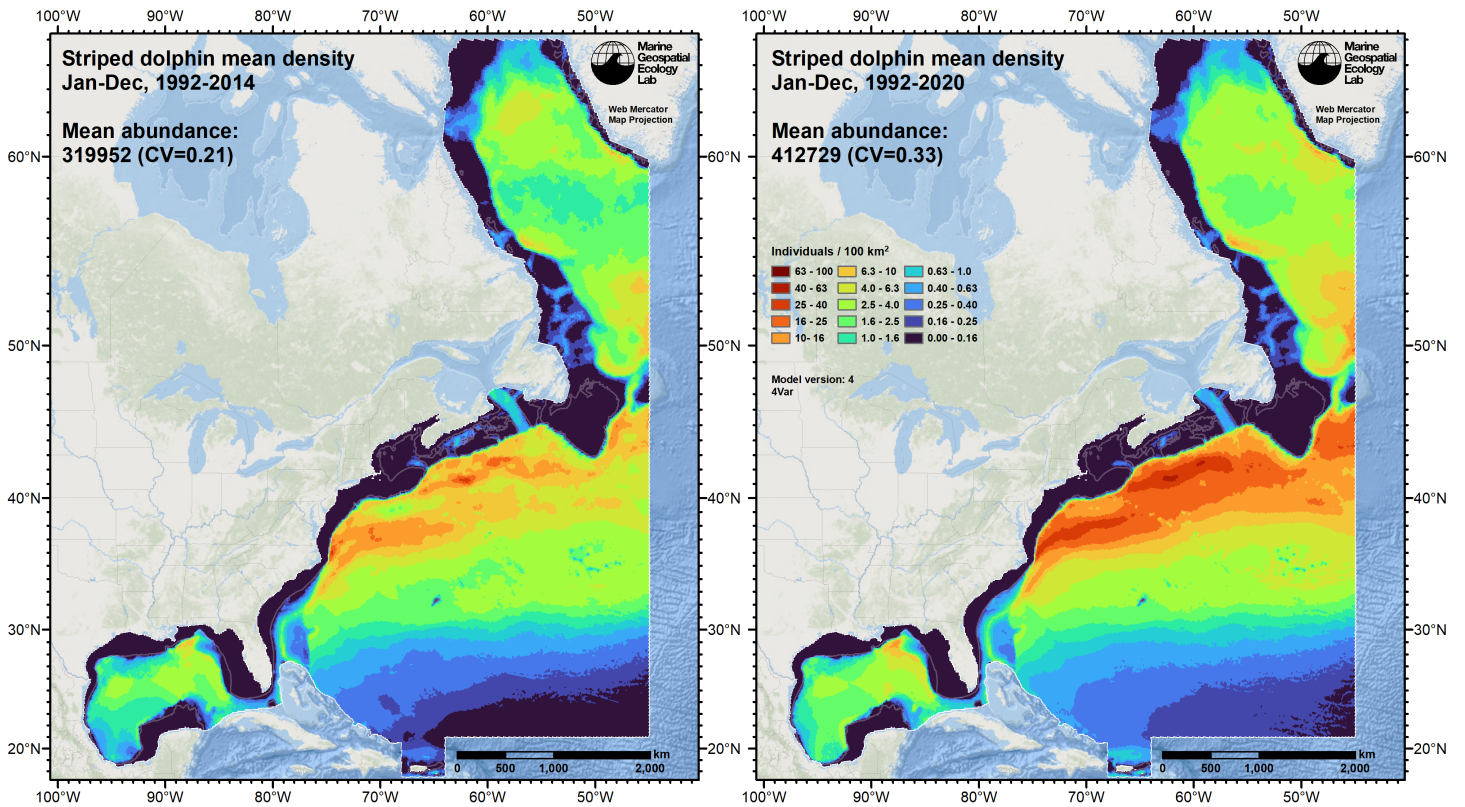 100°W 90°W 80°W 70°W 60°W 50°W
Striped dolphin mean density
Jan-Dec, 1992-2014
Mean abundance:
319952 (CV=0.21)
Marine
Geospatial
Ecology
Lab
Web Mercator
Map Projection
60°N
50°N
40°N
30°N
20°N
km
0 500 1,000 2,000
100°W 90°W 80°W 70°W 60°W 50°W
100°W 90°W 80°W 70°W 60°W 50°W
Striped dolphin mean density
Jan-Dec, 1992-2020
Mean abundance:
412729 (CV=0.33)
Marine
Geospatial
Ecology
Lab
Web Mercator
Map Projection
Individuals / 100 km²
63 - 100 6.3 - 10 0.63 - 1.0
40 - 63 4.0 - 6.3 0.40 - 0.63
25 - 40 2.5 - 4.0 0.25 - 0.40
16 - 25 1.6 - 2.5 0.16 - 0.25
10- 16 1.0 - 1.6 0.00 - 0.16
Model version: 4
4Var
60°N 60°N
50°N 50°N
40°N 40°N
30°N 30°N
20°N 20°N
km
0 500 1,000 2,000
100°W 90°W 80°W 70°W 60°W 50°W